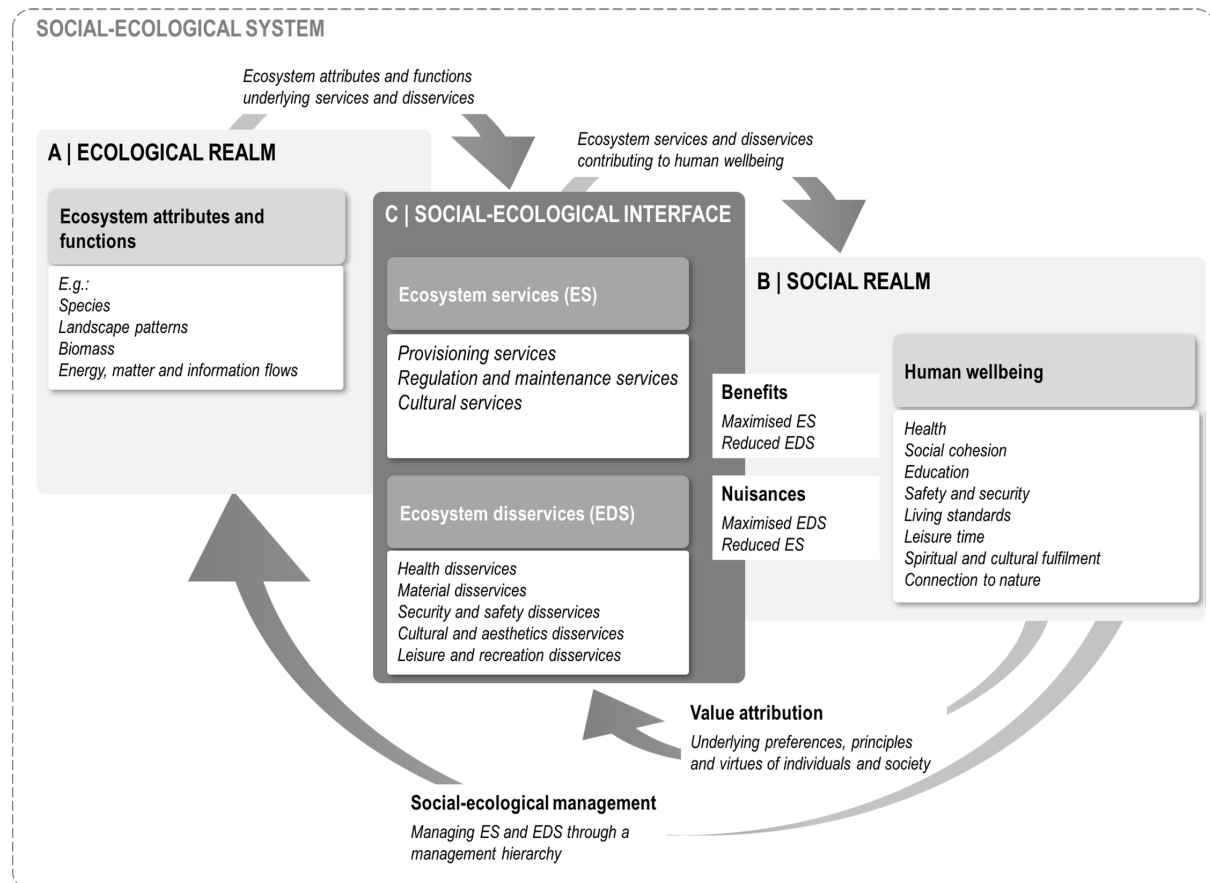 SOCIAL-ECOLOGICAL SYSTEM
Ecosystem attributes and functions
underlying services and disservices
Ecosystem services and disservices
contributing to human wellbeing
A | ECOLOGICAL REALM
Ecosystem attributes and
functions
E.g.:
Species
Landscape patterns
Biomass
Energy, matter and information flows
C | SOCIAL-ECOLOGICAL INTERFACE
Ecosystem services (ES)
Provisioning services
Regulation and maintenance services
Cultural services
Ecosystem disservices (EDS)
Health disservices
Material disservices
Security and safety disservices
Cultural and aesthetics disservices
Leisure and recreation disservices
B | SOCIAL REALM
Benefits
Maximised ES
Reduced EDS
Nuisances
Maximised EDS
Reduced ES
Human wellbeing
Health
Social cohesion
Education
Safety and security
Living standards
Leisure time
Spiritual and cultural fulfilment
Connection to nature
Value attribution
Underlying preferences, principles
and virtues of individuals and society
Social-ecological management
Managing ES and EDS through a
management hierarchy